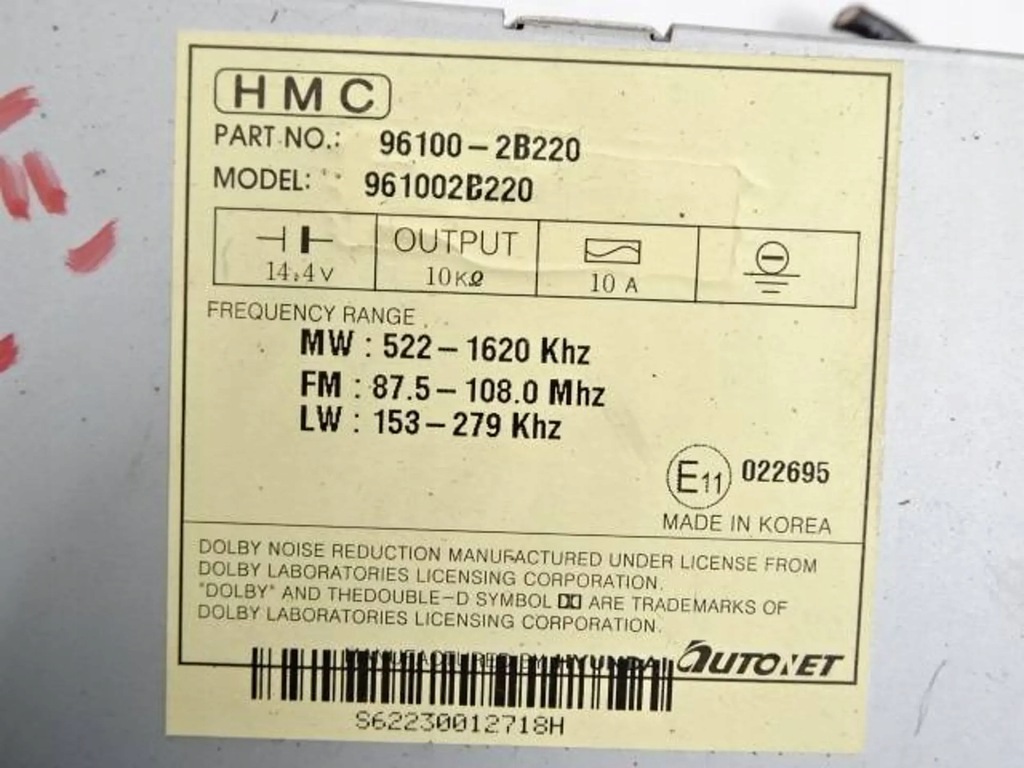 HMC
PART NO.: 96100-2B220
MODEL: 961002B220
14.4V
OUTPUT
10KΩ
10 A
FREQUENCY RANGE
MW : 522-1620 Khz
FM : 87.5-108.0 Mhz
LW : 153-279 Khz
E11 022695
MADE IN KOREA
DOLBY NOISE REDUCTION MANUFACTURED UNDER LICENSE FROM
DOLBY LABORATORIES LICENSING CORPORATION.
"DOLBY" AND THEDOUBLE-D SYMBOL ARE TRADEMARKS OF
DOLBY LABORATORIES LICENSING CORPORATION.
MANUFACTURED BY HYUNDAI AUTONET
S62230012718H